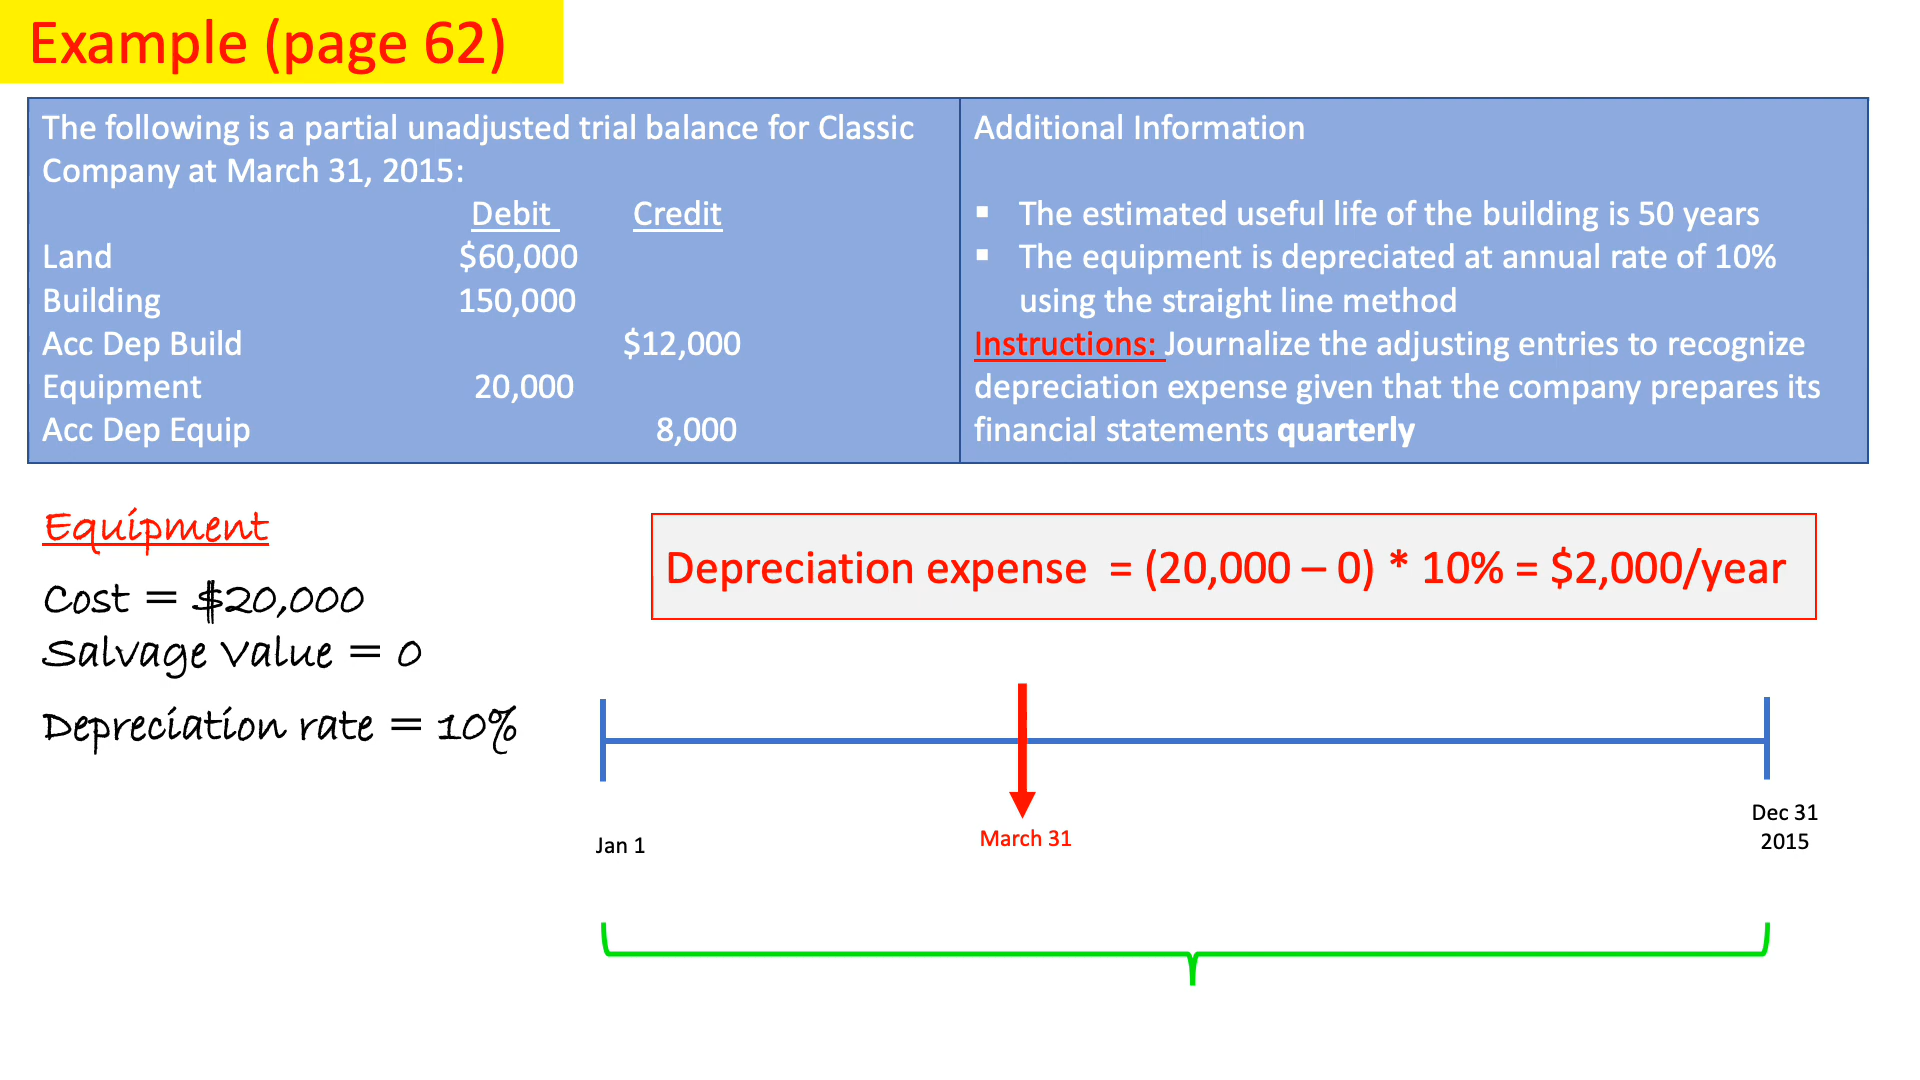 Example (page 62)
The following is a partial unadjusted trial balance for Classic
Company at March 31, 2015:
Debit Credit
Land $60,000
Building 150,000
Acc Dep Build $12,000
Equipment 20,000
Acc Dep Equip 8,000
Additional Information
▪ The estimated useful life of the building is 50 years
▪ The equipment is depreciated at annual rate of 10%
using the straight line method
Instructions: Journalize the adjusting entries to recognize
depreciation expense given that the company prepares its
financial statements quarterly
Equipment
Cost = $20,000
Salvage Value = 0
Depreciation rate = 10%
Depreciation expense = (20,000 – 0) * 10% = $2,000/year
Jan 1
March 31
Dec 31
2015